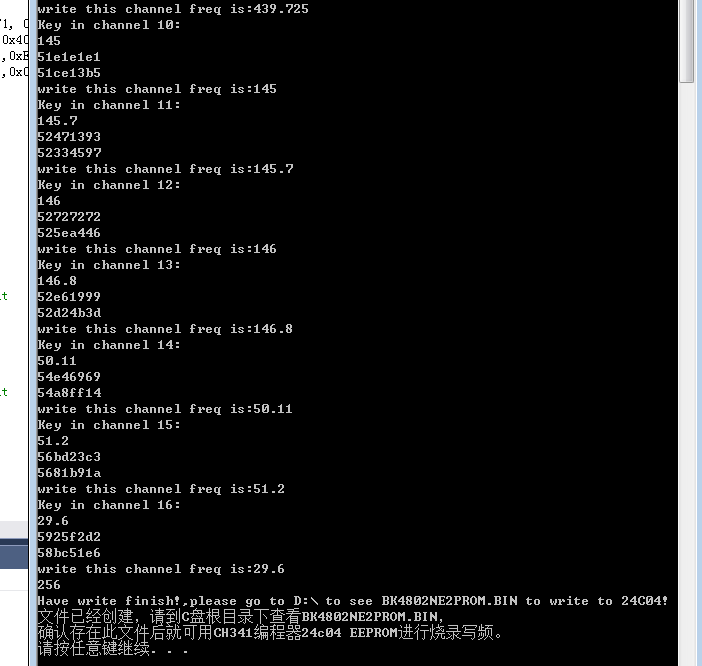 write this channel freq is:439.725
Key in channel 10:
145
51e1e1e1
51ce13b5
write this channel freq is:145
Key in channel 11:
145.7
52471393
52334597
write this channel freq is:145.7
Key in channel 12:
146
52727272
525ea446
write this channel freq is:146
Key in channel 13:
146.8
52e61999
52d24b3d
write this channel freq is:146.8
Key in channel 14:
50.11
54e46969
54a8ff14
write this channel freq is:50.11
Key in channel 15:
51.2
56bd23c3
5681b91a
write this channel freq is:51.2
Key in channel 16:
29.6
5925f2d2
58bc51e6
write this channel freq is:29.6
256
Have write finish!,please go to D:\ to see BK4802NE2PROM.BIN to write to 24C04!
文件已经创建，请到C盘根目录下查看BK4802NE2PROM.BIN,
确认存在此文件后就可用CH341编程器24c04 EEPROM进行烧录写频。
请按任意键继续. . .